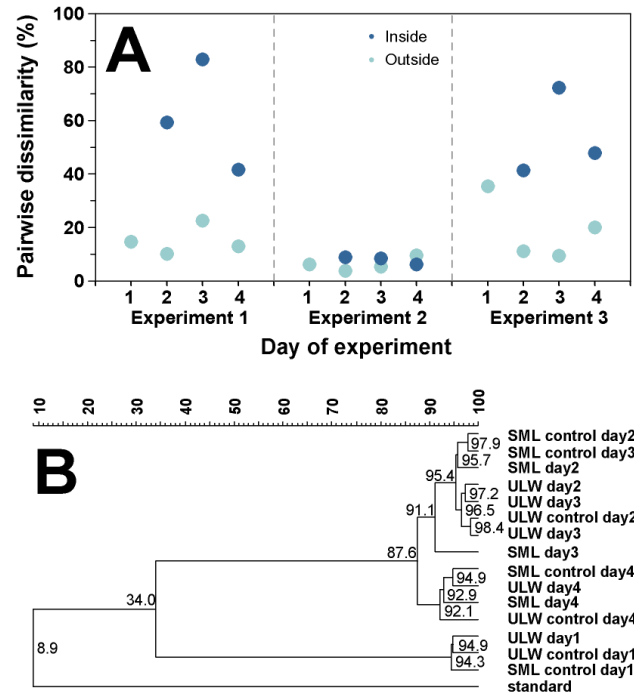 100
80
60
40
20
0
Pairwise dissimilarity (%)
A
Inside
Outside
1 2 3 4 1 2 3 4 1 2 3 4
Experiment 1 Experiment 2 Experiment 3
Day of experiment
10 20 30 40 50 60 70 80 90 100
B
97.9
95.7
95.4
97.2
96.5
98.4
91.1
87.6
94.9
92.9
92.1
34.0
94.9
94.3
8.9
SML control day2
SML control day3
SML day2
ULW day2
ULW day3
ULW control day2
ULW day3
SML day3
SML control day4
ULW day4
SML day4
ULW control day4
ULW day1
ULW control day1
SML control day1
standard